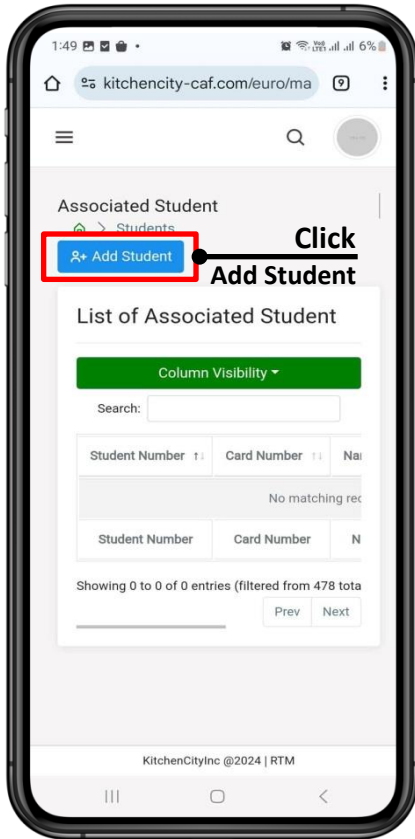 1:49 6%
kitchencity-caf.com/euro/ma 9
Associated Student
> Students
Add Student
Click
Add Student
List of Associated Student
Column Visibility
Search:
Student Number Card Number Na
No matching rec
Student Number Card Number N
Showing 0 to 0 of 0 entries (filtered from 478 tota
Prev Next
KitchenCityInc @2024 | RTM